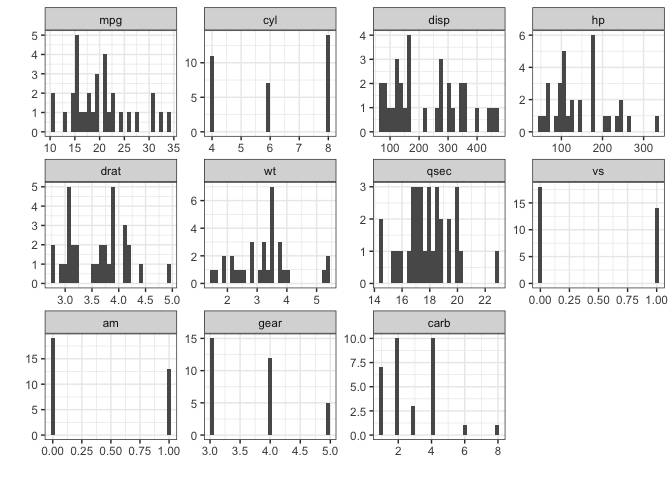 mpg cyl disp hp
5 4 3 2 1 0
10 15 20 25 30 35
10 5 0
4 5 6 7 8
4 3 2 1 0
100 200 300 400
6 4 2 0
100 200 300
drat wt qsec vs
5 4 3 2 1 0
3.0 3.5 4.0 4.5 5.0
6 4 2 0
2 3 4 5
3 2 1 0
14 16 18 20 22
15 10 5 0
0.00 0.25 0.50 0.75 1.00
am gear carb
15 10 5 0
0.00 0.25 0.50 0.75 1.00
15 10 5 0
3.0 3.5 4.0 4.5 5.0
10.0 7.5 5.0 2.5 0.0
2 4 6 8